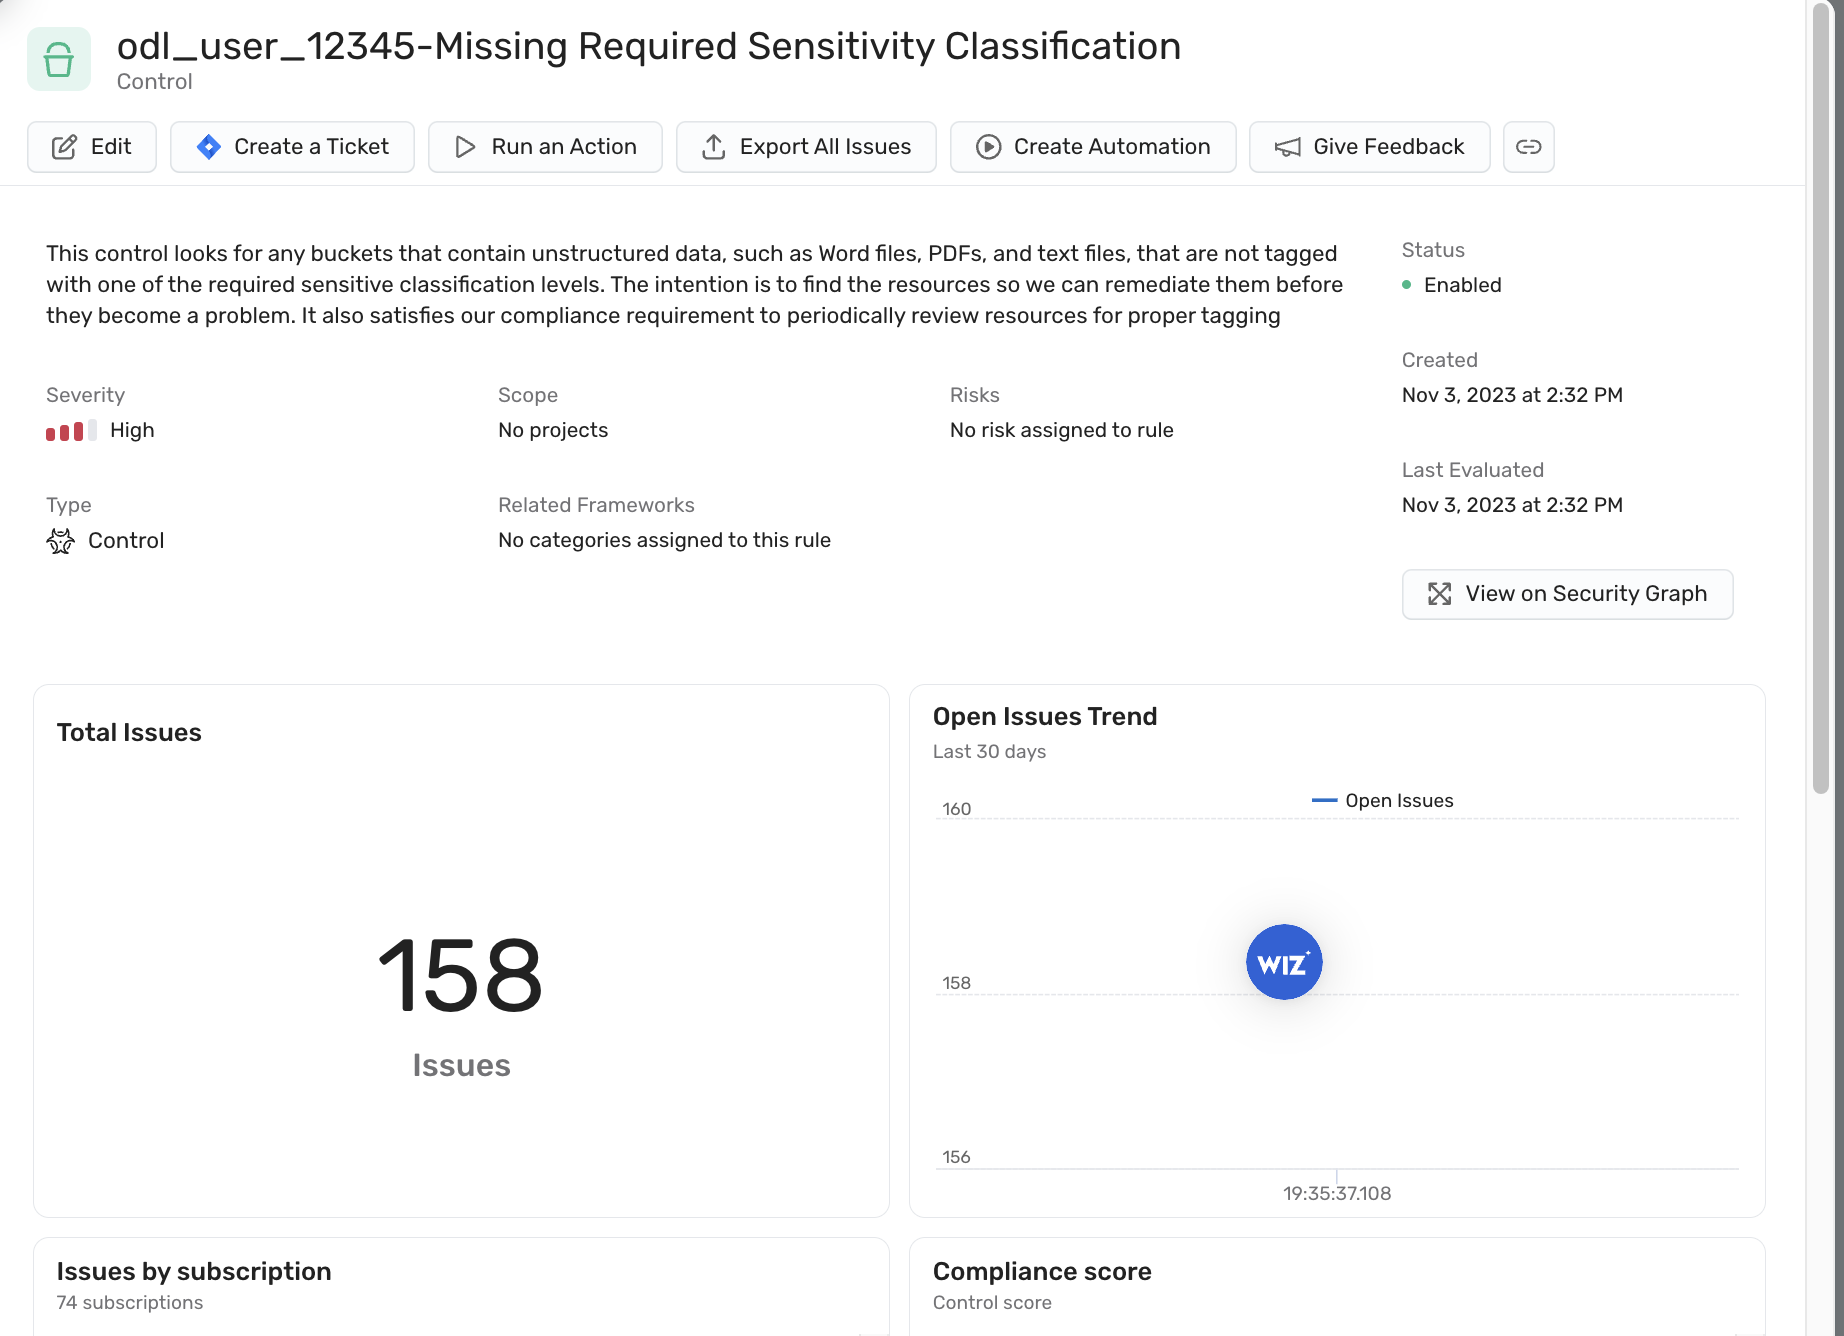 odl_user_12345-Missing Required Sensitivity Classification
Control
Edit
Create a Ticket
Run an Action
Export All Issues
Create Automation
Give Feedback
This control looks for any buckets that contain unstructured data, such as Word files, PDFs, and text files, that are not tagged
with one of the required sensitive classification levels. The intention is to find the resources so we can remediate them before
they become a problem. It also satisfies our compliance requirement to periodically review resources for proper tagging
Status
Enabled
Created
Nov 3, 2023 at 2:32 PM
Last Evaluated
Nov 3, 2023 at 2:32 PM
View on Security Graph
Severity
High
Scope
No projects
Risks
No risk assigned to rule
Type
Control
Related Frameworks
No categories assigned to this rule
Total Issues
158
Issues
Open Issues Trend
Last 30 days
Open Issues
160
158
156
WIZ
19:35:37.108
Issues by subscription
74 subscriptions
Compliance score
Control score